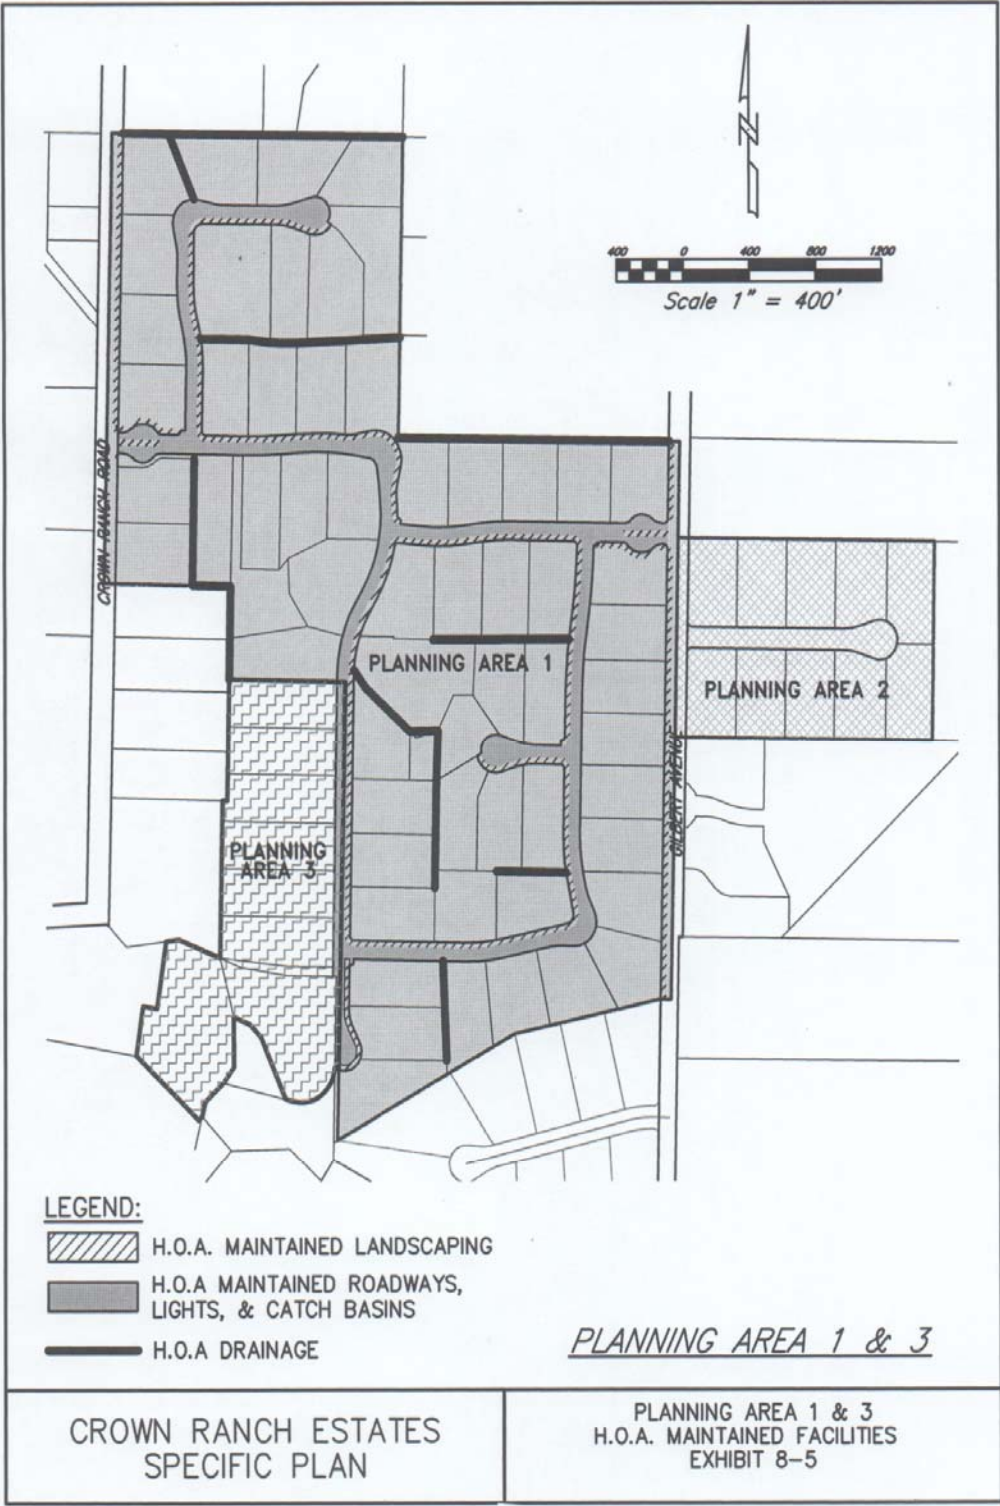 N
400 0 400 800 1200
Scale 1" = 400'
CROWN RANCH ROAD
PLANNING AREA 1
PLANNING AREA 2
GILBERT AVENUE
PLANNING
AREA 3
LEGEND:
H.O.A. MAINTAINED LANDSCAPING
H.O.A MAINTAINED ROADWAYS,
LIGHTS, & CATCH BASINS
H.O.A DRAINAGE
PLANNING AREA 1 & 3
CROWN RANCH ESTATES
SPECIFIC PLAN
PLANNING AREA 1 & 3
H.O.A. MAINTAINED FACILITIES
EXHIBIT 8-5